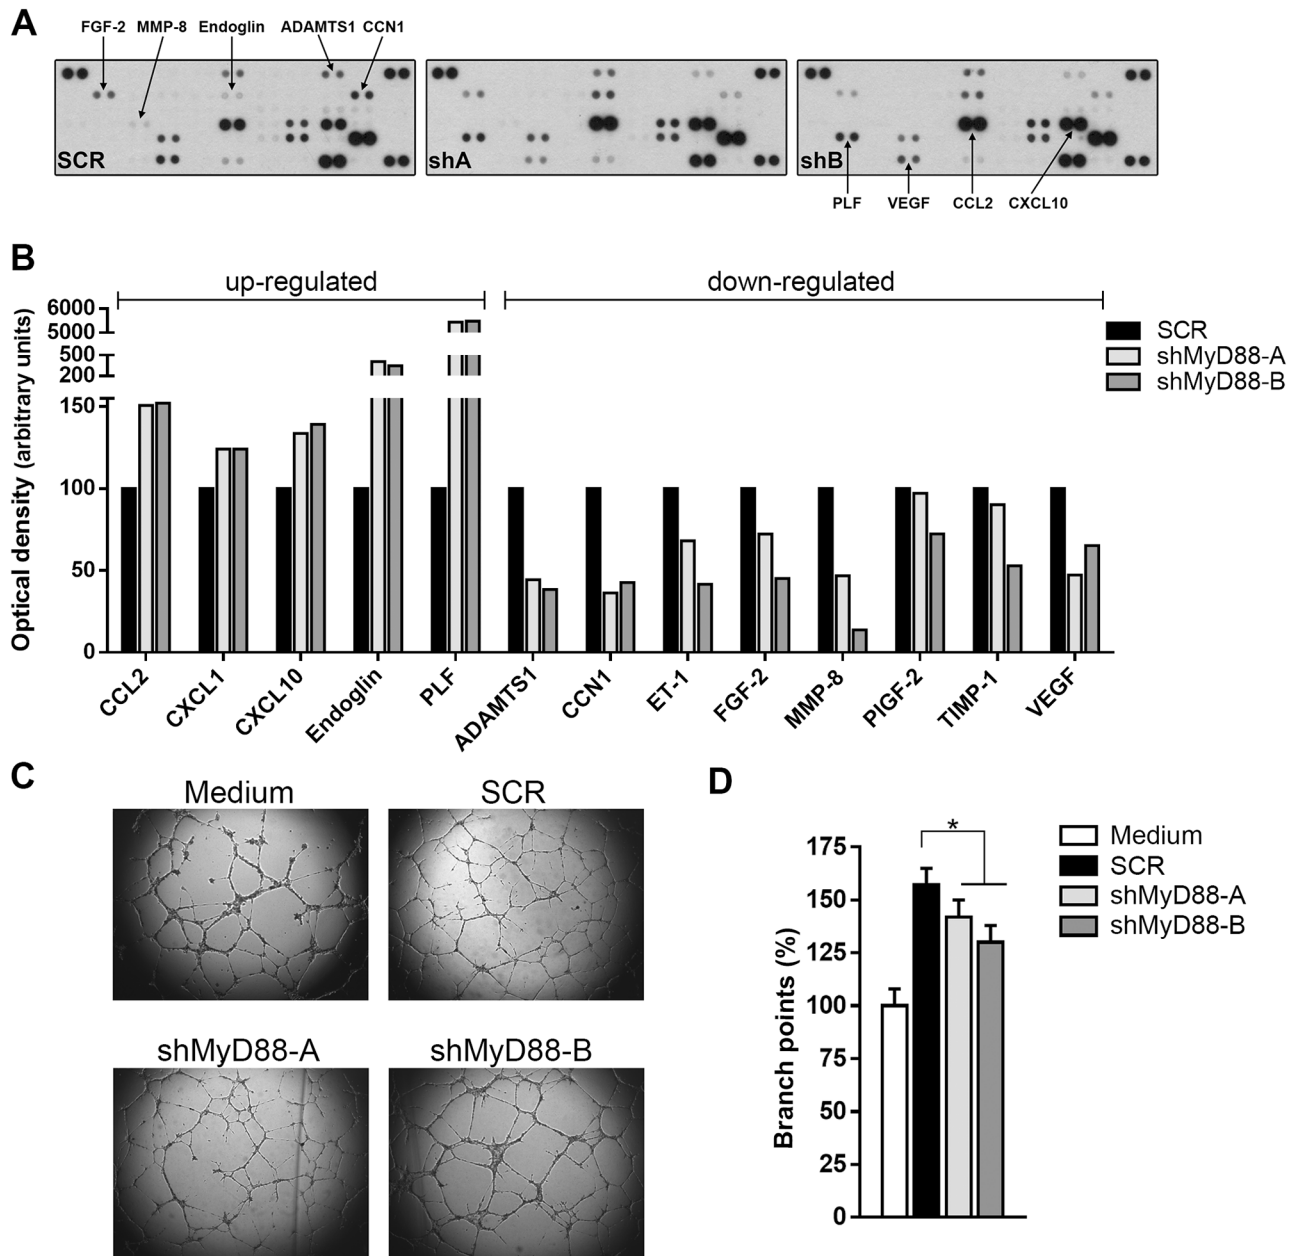 A
FGF-2 MMP-8 Endoglin ADAMTS1 CCN1
SCR
shA
shB
PLF VEGF CCL2 CXCL10
B
up-regulated
down-regulated
Optical density (arbitrary units)
6000
5000
500
200
150
100
50
0
SCR
shMyD88-A
shMyD88-B
CCL2
CXCL1
CXCL10
Endoglin
PLF
ADAMTS1
CCN1
ET-1
FGF-2
MMP-8
PIGF-2
TIMP-1
VEGF
C
Medium
SCR
shMyD88-A
shMyD88-B
D
Branch points (%)
175
150
125
100
75
50
25
0
*
Medium
SCR
shMyD88-A
shMyD88-B